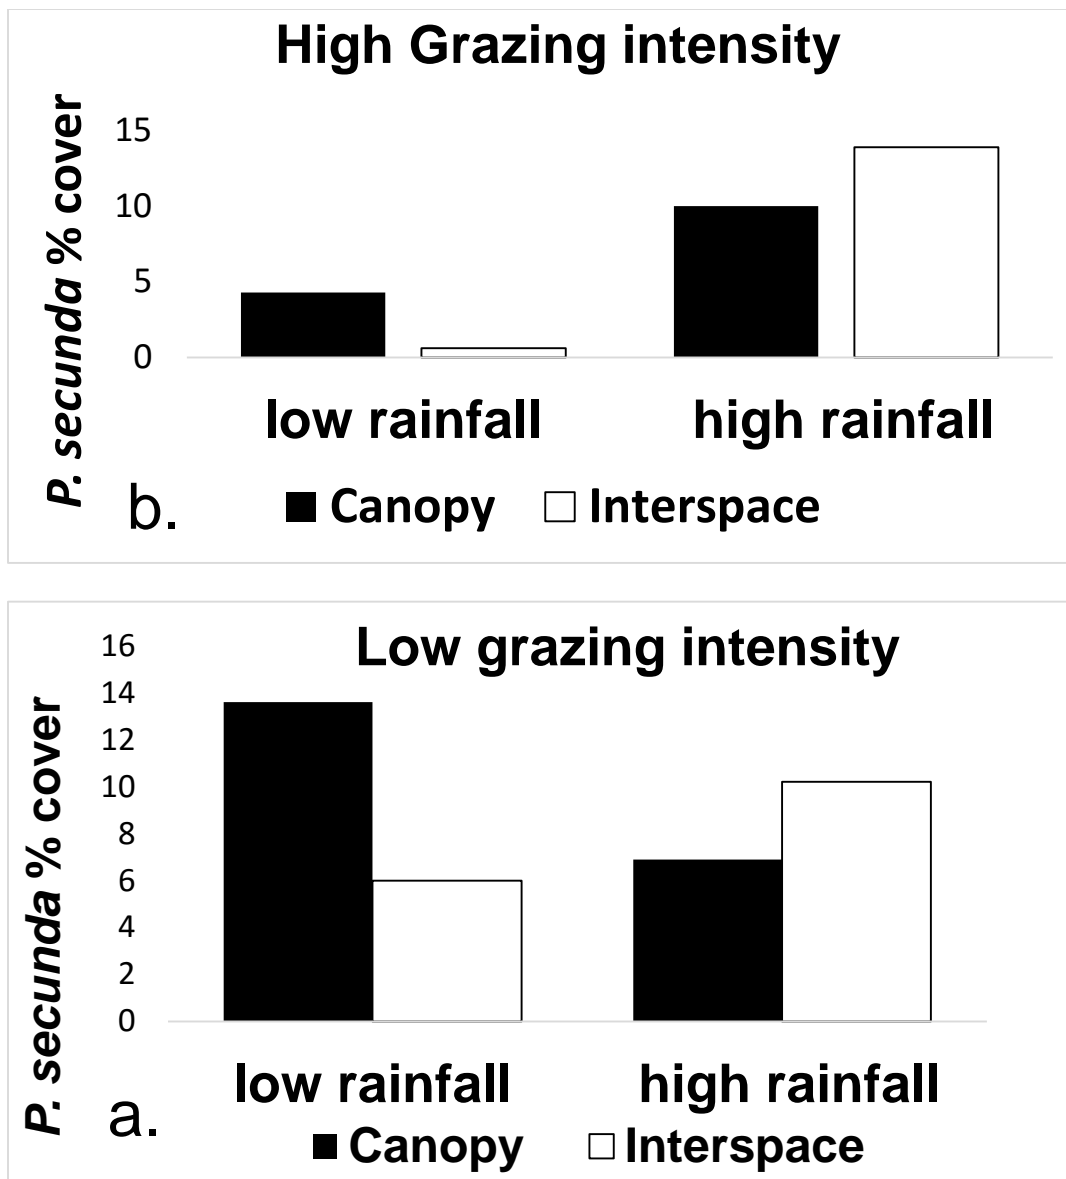 High Grazing intensity
P. secunda % cover
15
10
5
0
low rainfall high rainfall
b.
Canopy Interspace
Low grazing intensity
P. secunda % cover
16
14
12
10
8
6
4
2
0
low rainfall high rainfall
a.
Canopy Interspace